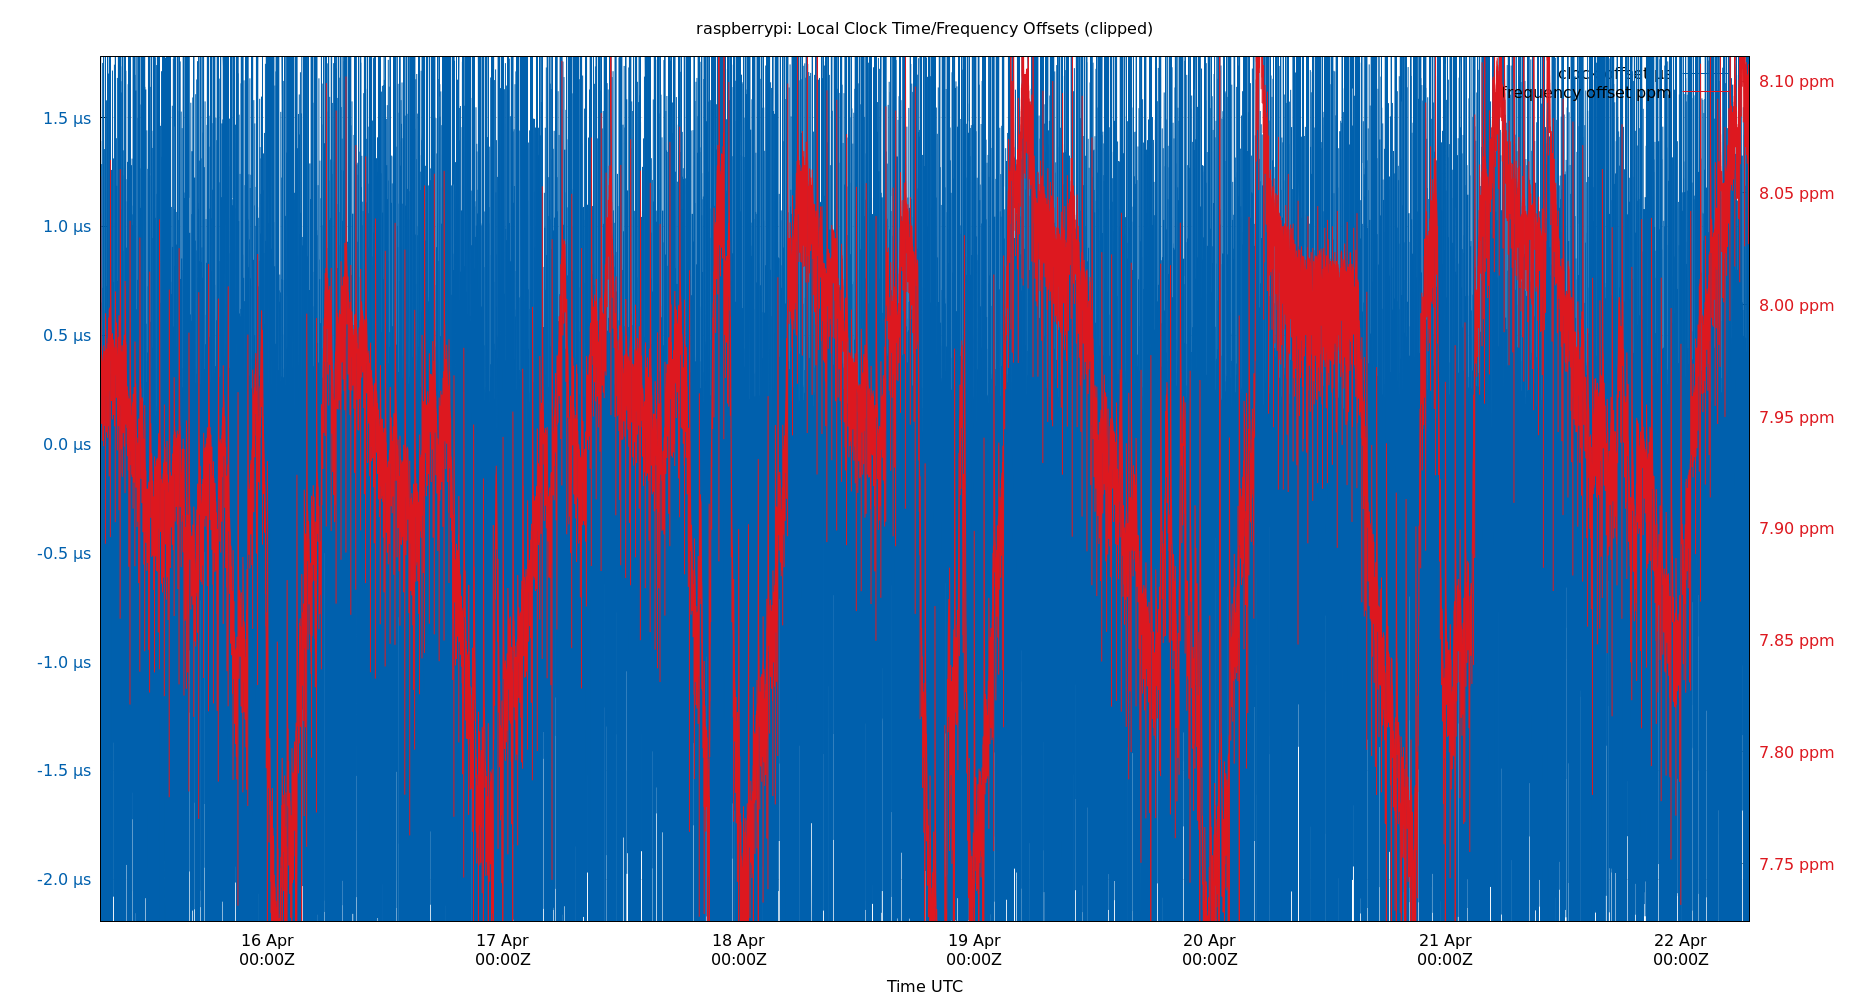 raspberrypi: Local Clock Time/Frequency Offsets (clipped)
clock offset µs
frequency offset ppm
1.5 µs
1.0 µs
0.5 µs
0.0 µs
-0.5 µs
-1.0 µs
-1.5 µs
-2.0 µs
8.10 ppm
8.05 ppm
8.00 ppm
7.95 ppm
7.90 ppm
7.85 ppm
7.80 ppm
7.75 ppm
16 Apr 17 Apr 18 Apr 19 Apr 20 Apr 21 Apr 22 Apr
00:00Z 00:00Z 00:00Z 00:00Z 00:00Z 00:00Z 00:00Z
Time UTC